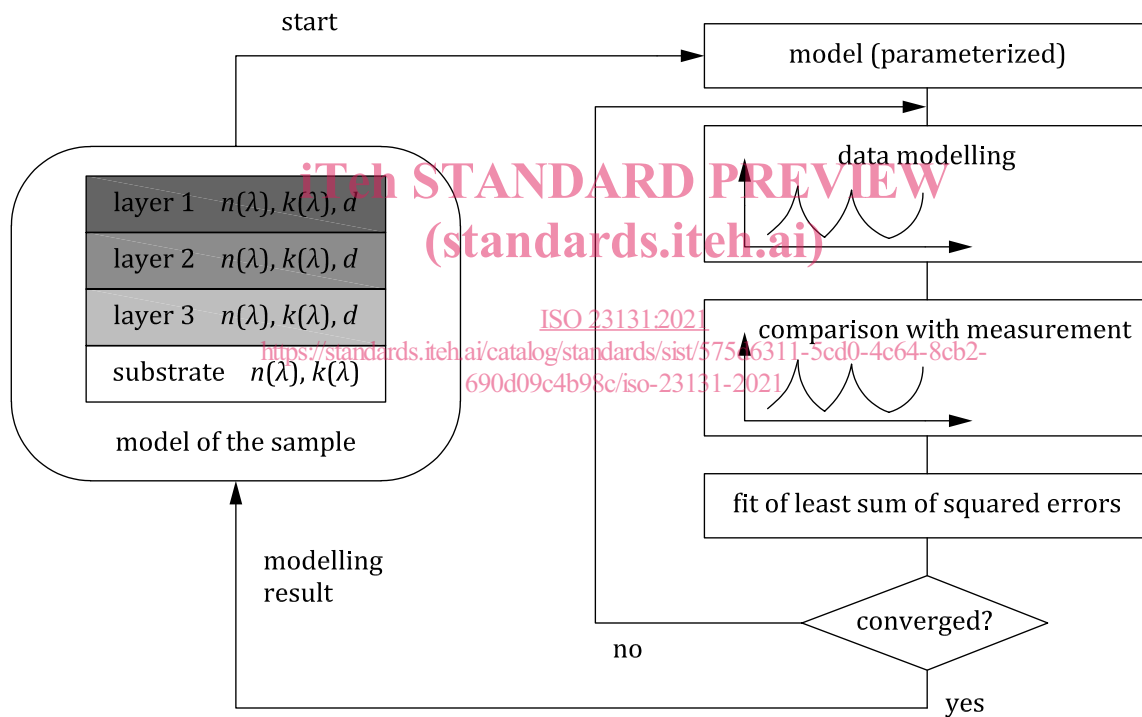 start
model (parameterized)
data modelling
iTeh STANDARD PREVIEW
(standards.iteh.ai)
layer 1 n(λ), k(λ), d
layer 2 n(λ), k(λ), d
layer 3 n(λ), k(λ), d
substrate n(λ), k(λ)
model of the sample
ISO 23131:2021
comparison with measurement
https://standards.iteh.ai/catalog/standards/sist/575d6311-5cd0-4c64-8cb2-
690d09c4b98c/iso-23131-2021
fit of least sum of squared errors
modelling
result
converged?
no
yes